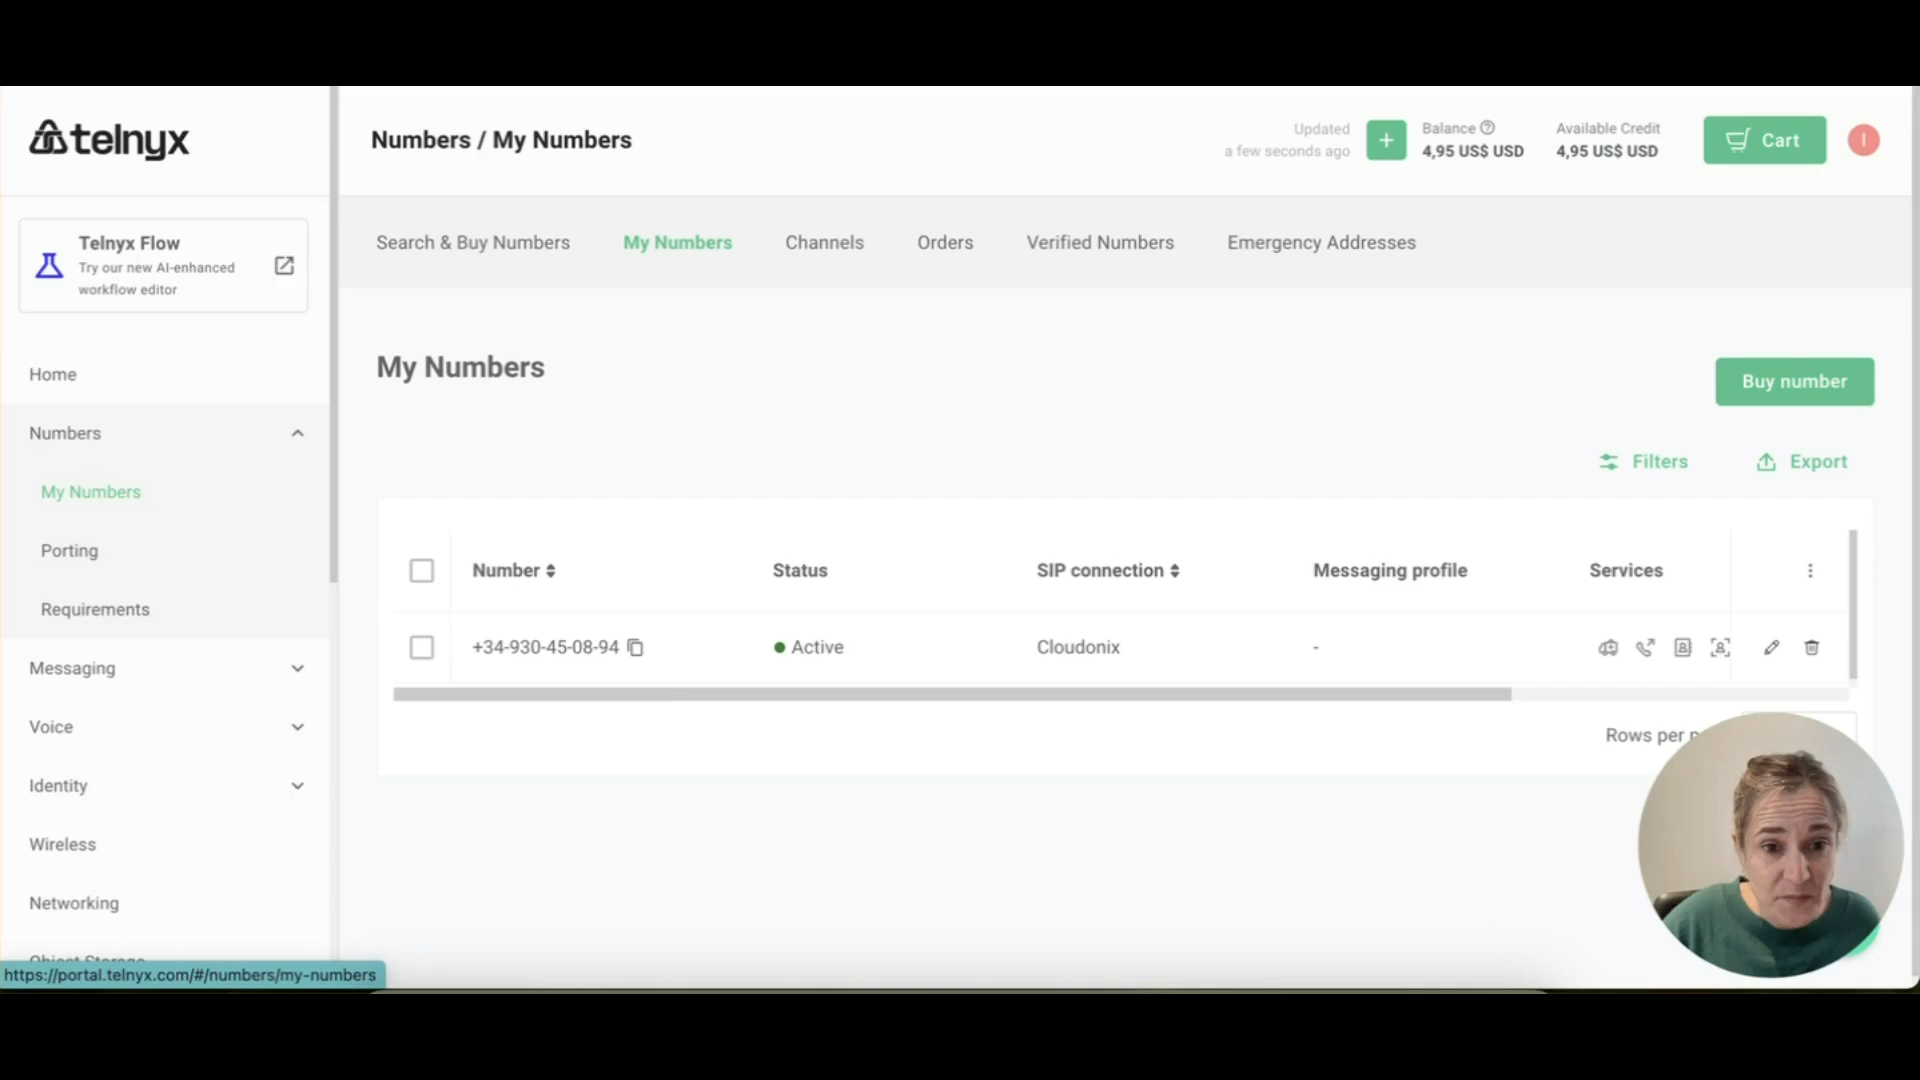 telnyx
Numbers / My Numbers
Updated
a few seconds ago
+
Balance
4,95 US$ USD
Available Credit
4,95 US$ USD
Cart
I
Telnyx Flow
Try our new AI-enhanced
workflow editor
Search & Buy Numbers
My Numbers
Channels
Orders
Verified Numbers
Emergency Addresses
Home
Numbers
My Numbers
Porting
Requirements
Messaging
Voice
Identity
Wireless
Networking
Object Storage
https://portal.telnyx.com/#/numbers/my-numbers
My Numbers
Buy number
Filters
Export
Number
Status
SIP connection
Messaging profile
Services
+34-930-45-08-94
Active
Cloudonix
-
Rows per